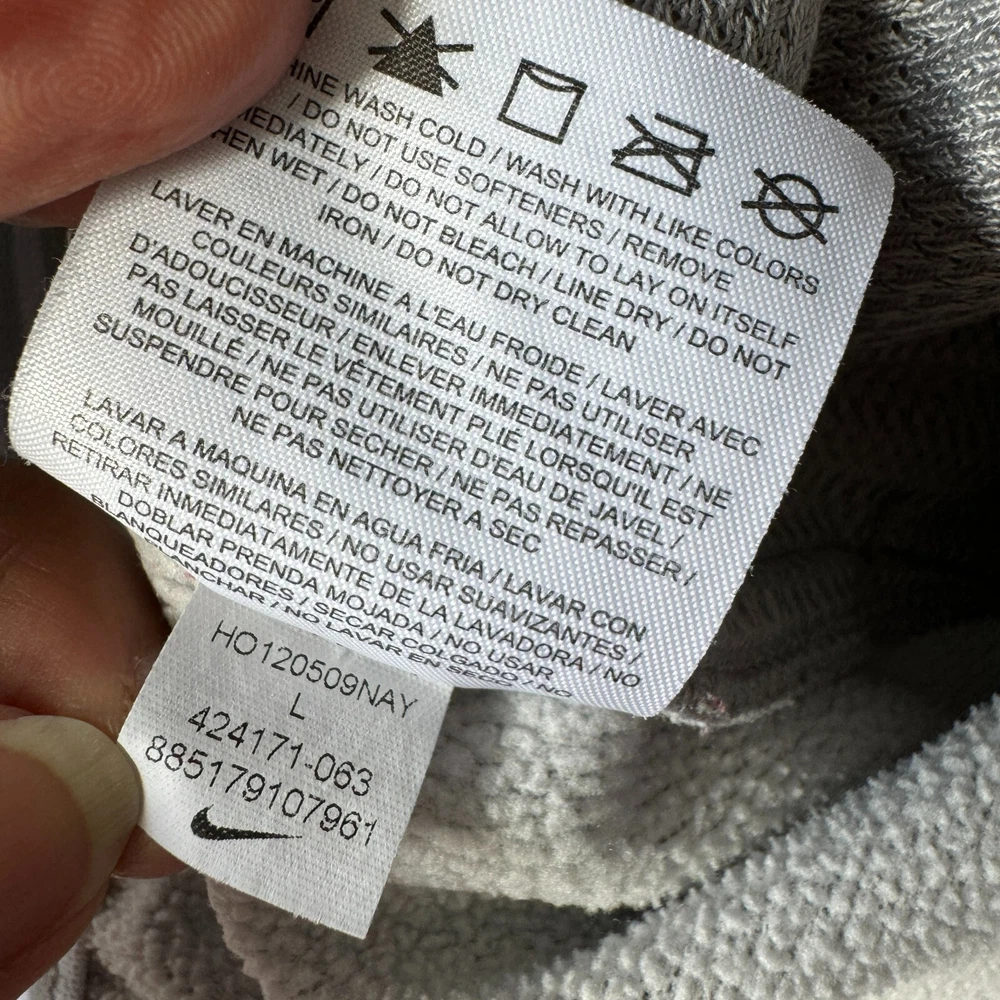 WASH COLD / WASH WITH LIKE COLORS
/ DO NOT USE SOFTENERS / REMOVE
/ DO NOT ALLOW TO LAY ON ITSELF
WET / DO NOT BLEACH / LINE DRY / DO NOT
IRON / DO NOT DRY CLEAN
LAVER EN MACHINE A L'EAU FROIDE / LAVER AVEC
COULEURS SIMILAIRES / NE PAS UTILISER
D'ADOUCISSEUR / ENLEVER IMMEDIATEMENT / NE
PAS LAISSER LE VÊTEMENT PLIÉ LORSQU'IL EST
MOUILLÉ / NE PAS UTILISER D'EAU DE JAVEL /
SUSPENDRE POUR SECHER / NE PAS REPASSER /
NE PAS NETTOYER A SEC
LAVAR A MAQUINA EN AGUA FRIA / LAVAR CON
COLORES SIMILARES / NO USAR SUAVIZANTES /
RETIRAR INMEDIATAMENTE DE LA LAVADORA / NO
DOBLAR PRENDA MOJADA / NO USAR
BLANQUEADORES / SECAR COLGADO / NO
/ NO LAVAR EN SECO
HO120509NAY
L
424171-063
885179107961